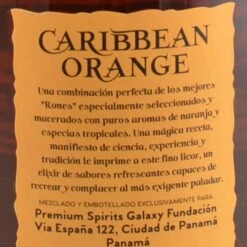 CARIBBEAN
ORANGE
Una combinación perfecta de los mejores
"Rones" especialmente seleccionados y
macerados con puros aromas de naranja y
especias tropicales. Una mágica receta,
manifiesto de ciencia, experiencia y
tradición le imprime a este fino licor, un
elixir de sabores refrescantes capaces de
recrear y complacer al más exigente paladar.
MEZCLADO Y EMBOTELLADO EXCLUSIVAMENTE PARA
Premium Spirits Galaxy Fundación
Via España 122, Ciudad de Panamá
Panamá